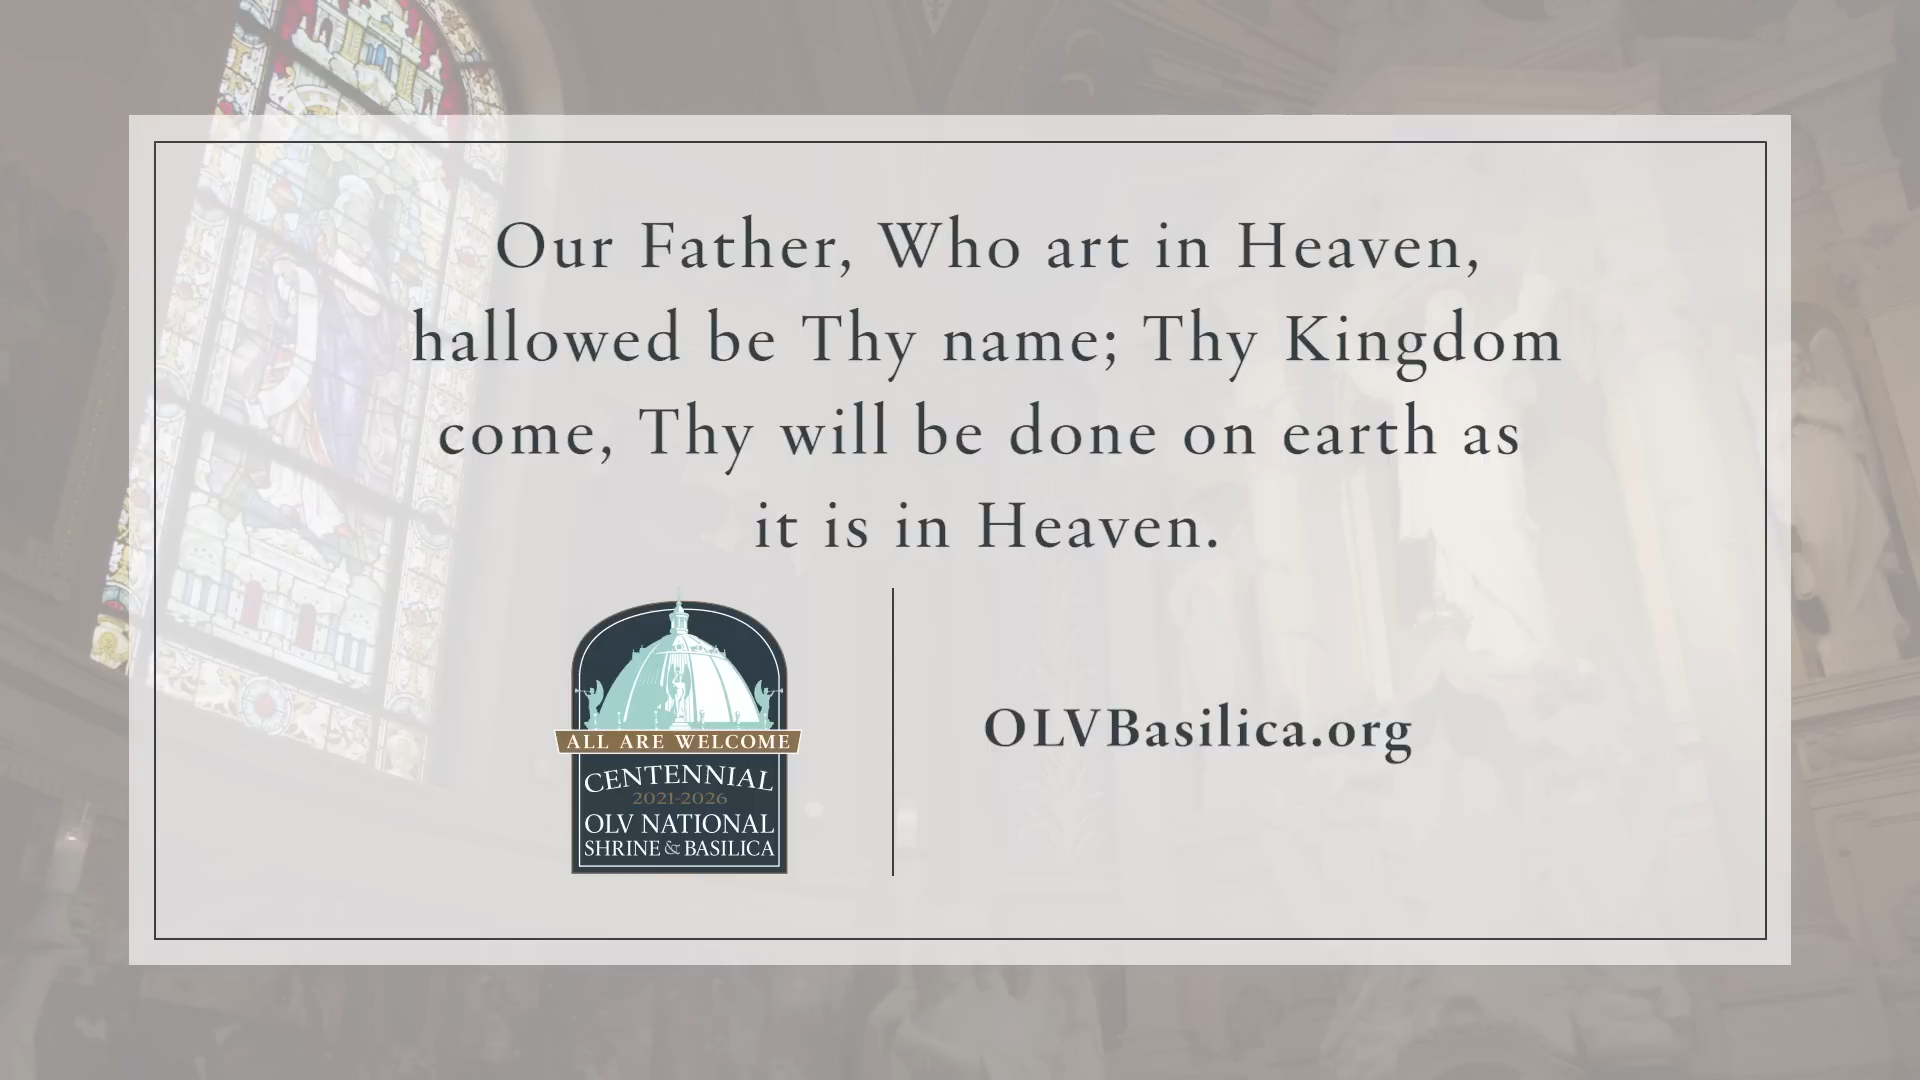 Our Father, Who art in Heaven,
hallowed be Thy name; Thy Kingdom
come, Thy will be done on earth as
it is in Heaven.
ALL ARE WELCOME
CENTENNIAL
2021-2026
OLV NATIONAL
SHRINE & BASILICA
OLVBasilica.org